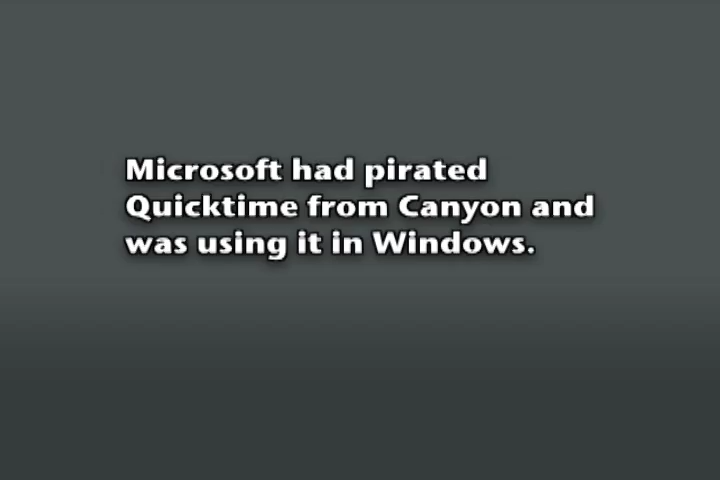 Microsoft had pirated
Quicktime from Canyon and
was using it in Windows.